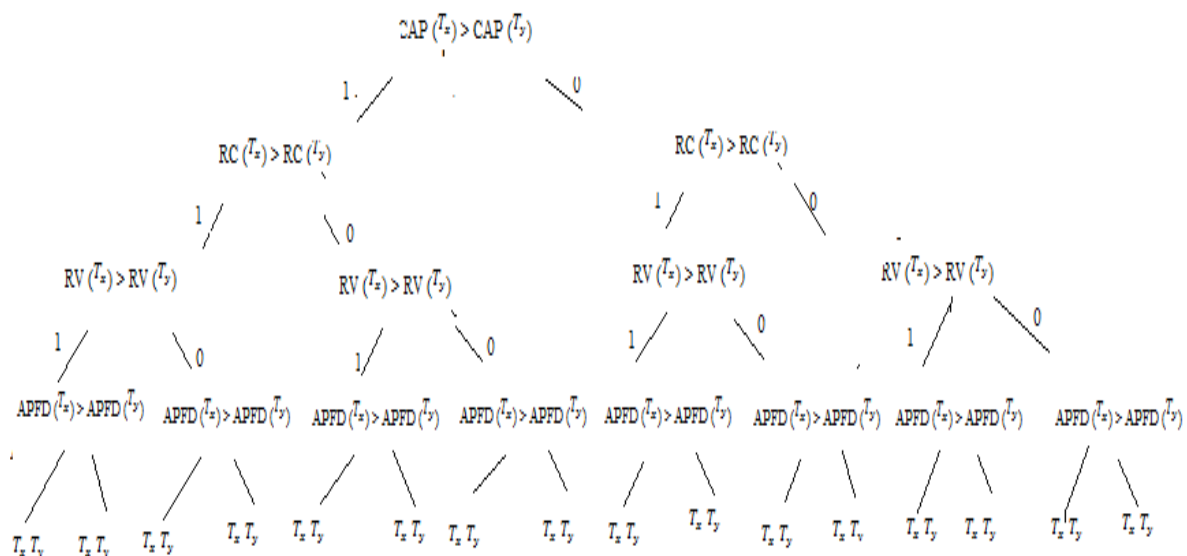 CAP (Tx) > CAP (Ty)
1 0
RC (Tx) > RC (Ty) RC (Tx) > RC (Ty)
1 0 1 0
RV (Tx) > RV (Ty) RV (Tx) > RV (Ty) RV (Tx) > RV (Ty) RV (Tx) > RV (Ty)
1 0 1 0 1 0 1 0
APFD (Tx) > APFD (Ty) APFD (Tx) > APFD (Ty) APFD (Tx) > APFD (Ty) APFD (Tx) > APFD (Ty) APFD (Tx) > APFD (Ty) APFD (Tx) > APFD (Ty) APFD (Tx) > APFD (Ty) APFD (Tx) > APFD (Ty)
Tx Ty Tx Ty Tx Ty Tx Ty Tx Ty Tx Ty Tx Ty Tx Ty Tx Ty Tx Ty Tx Ty Tx Ty Tx Ty Tx Ty Tx Ty Tx Ty